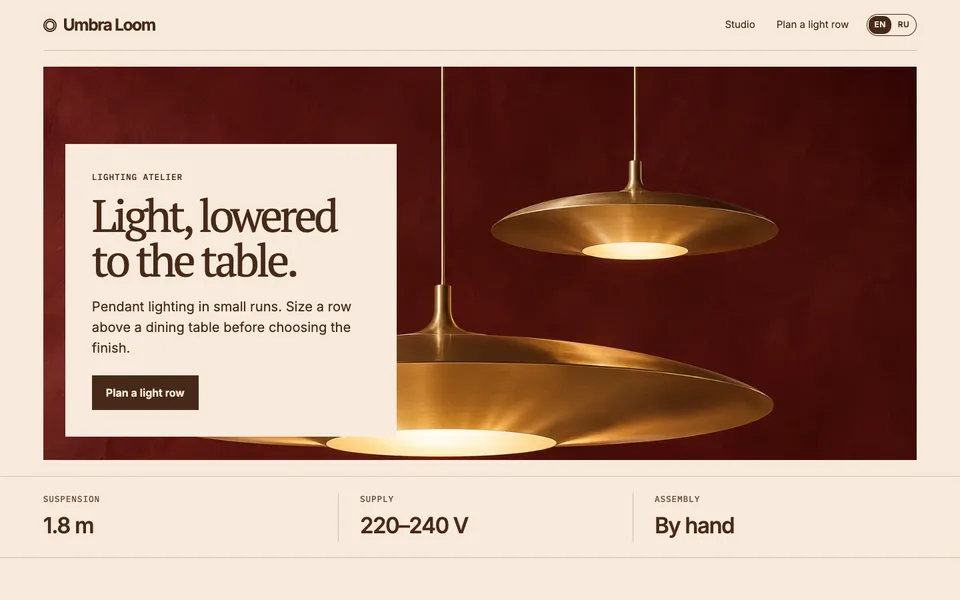 Umbra Loom
Studio
Plan a light row
EN
RU
LIGHTING ATELIER
Light, lowered
to the table.
Pendant lighting in small runs. Size a row
above a dining table before choosing the
finish.
Plan a light row
SUSPENSION
1.8 m
SUPPLY
220–240 V
ASSEMBLY
By hand